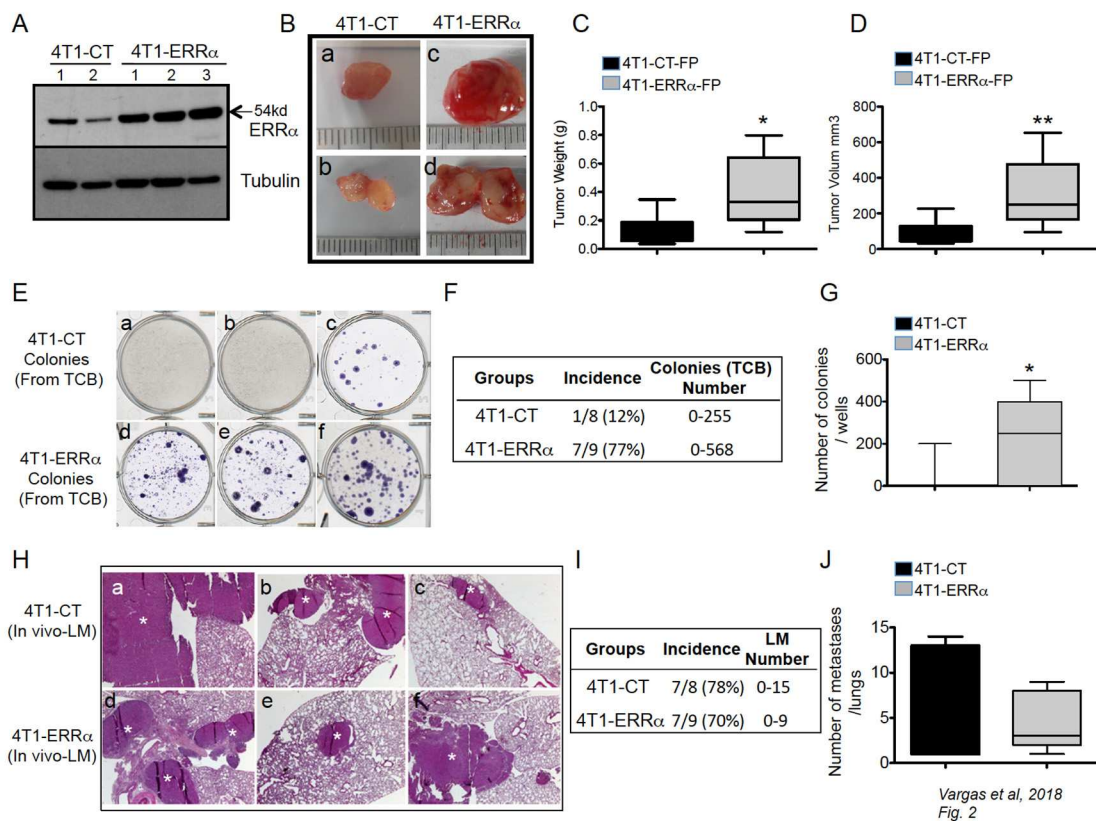 A
4T1-CT
4T1-ERRα
1 2 1 2 3
54kd
ERRα
Tubulin
B
4T1-CT
4T1-ERRα
a
c
b
d
C
4T1-CT-FP
4T1-ERRα-FP
Tumor Weight (g)
1.0
0.8
0.6
0.4
0.2
0.0
*
D
4T1-CT-FP
4T1-ERRα-FP
Tumor Volum mm3
800
600
400
200
0
**
E
4T1-CT
Colonies
(From TCB)
a
b
c
4T1-ERRα
Colonies
(From TCB)
d
e
f
F
Groups Incidence Colonies (TCB) Number
4T1-CT 1/8 (12%) 0-255
4T1-ERRα 7/9 (77%) 0-568
G
4T1-CT
4T1-ERRα
Number of colonies
/ wells
600
400
200
0
*
H
4T1-CT
(In vivo-LM)
a
b
c
4T1-ERRα
(In vivo-LM)
d
e
f
I
Groups Incidence LM Number
4T1-CT 7/8 (78%) 0-15
4T1-ERRα 7/9 (70%) 0-9
J
4T1-CT
4T1-ERRα
Number of metastases
/lungs
15
10
5
0
Vargas et al, 2018
Fig. 2